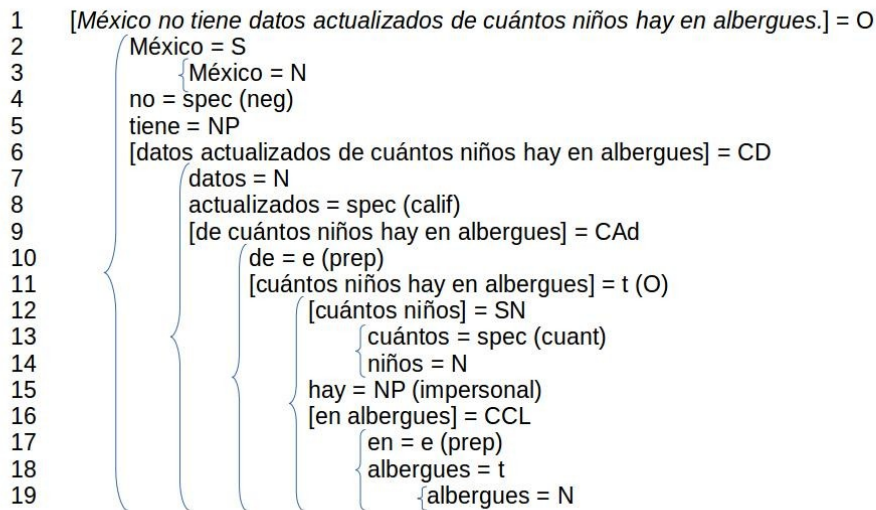 1 [México no tiene datos actualizados de cuántos niños hay en albergues.] = O
2 México = S
3 México = N
4 no = spec (neg)
5 tiene = NP
6 [datos actualizados de cuántos niños hay en albergues] = CD
7 datos = N
8 actualizados = spec (calif)
9 [de cuántos niños hay en albergues] = CAd
10 de = e (prep)
11 [cuántos niños hay en albergues] = t (O)
12 [cuántos niños] = SN
13 cuántos = spec (cuant)
14 niños = N
15 hay = NP (impersonal)
16 [en albergues] = CCL
17 en = e (prep)
18 albergues = t
19 albergues = N